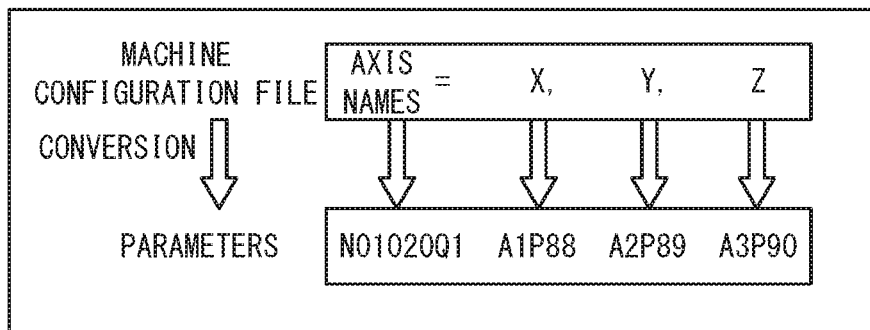 MACHINE CONFIGURATION FILE
AXIS NAMES = X, Y, Z
CONVERSION
PARAMETERS
N01020Q1 A1P88 A2P89 A3P90